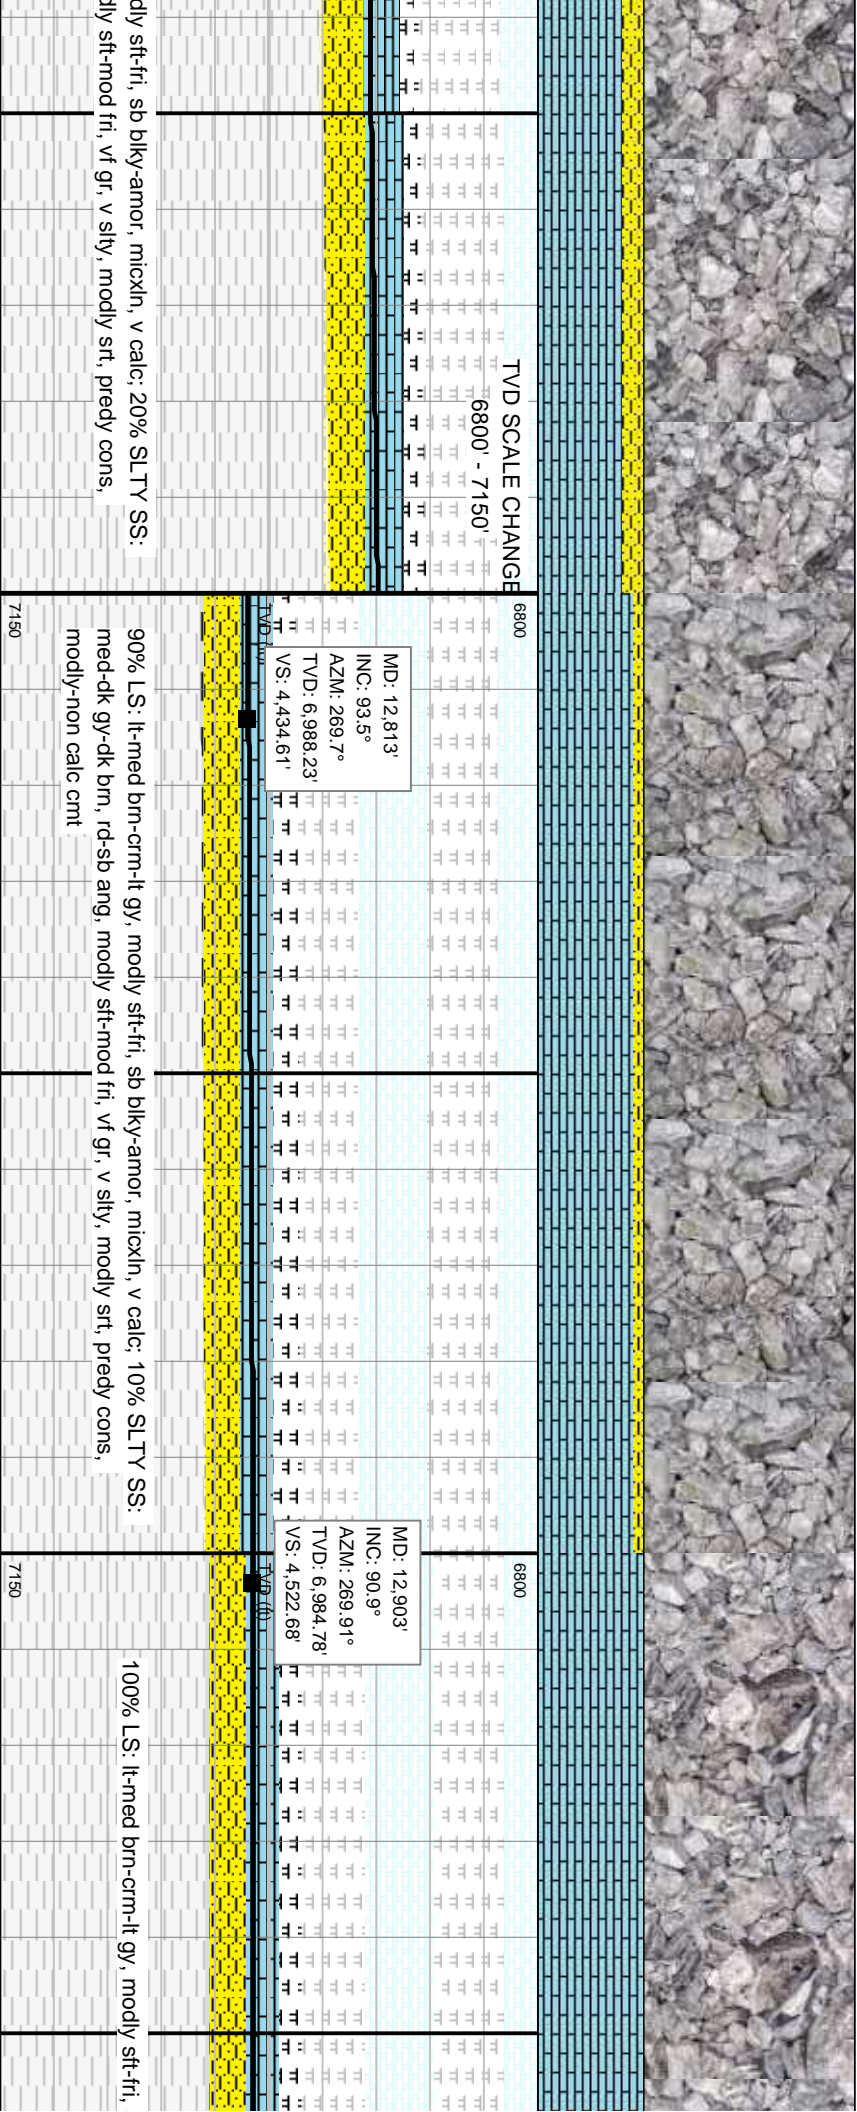 dly sft-fri, sb blky-amor, micxln, v calc; 20% SLTY SS:
dly sft-mod fri, vf gr, v slty, modly srt, predy cons,
TVD SCALE CHANGE
6800' - 7150'
6800
7150
TVD (ft)
MD: 12,813'
INC: 93.5°
AZM: 269.7°
TVD: 6,988.23'
VS: 4,434.61'
90% LS: lt-med brn-crm-lt gy, modly sft-fri, sb blky-amor, micxln, v calc; 10% SLTY SS:
med-dk gy-dk brn, rd-sb ang, modly sft-mod fri, vf gr, v slty, modly srt, predy cons,
modly-non calc cmt
6800
7150
TVD (ft)
MD: 12,903'
INC: 90.9°
AZM: 269.91°
TVD: 6,984.78'
VS: 4,522.68'
100% LS: lt-med brn-crm-lt gy, modly sft-fri,